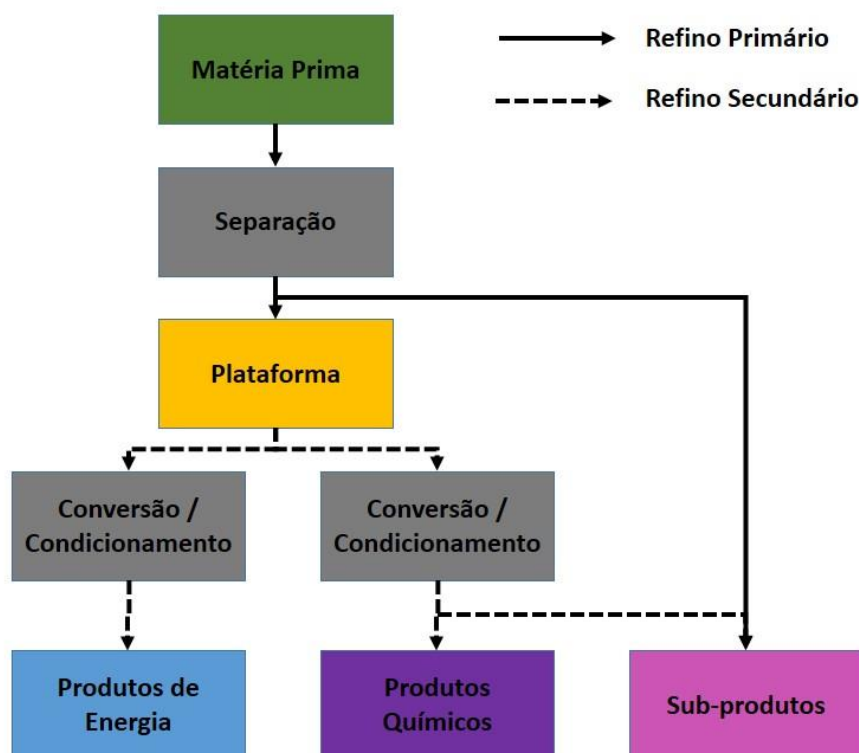 Matéria Prima
Refino Primário
Refino Secundário
Separação
Plataforma
Conversão /
Condicionamento
Conversão /
Condicionamento
Produtos de
Energia
Produtos
Químicos
Sub-produtos